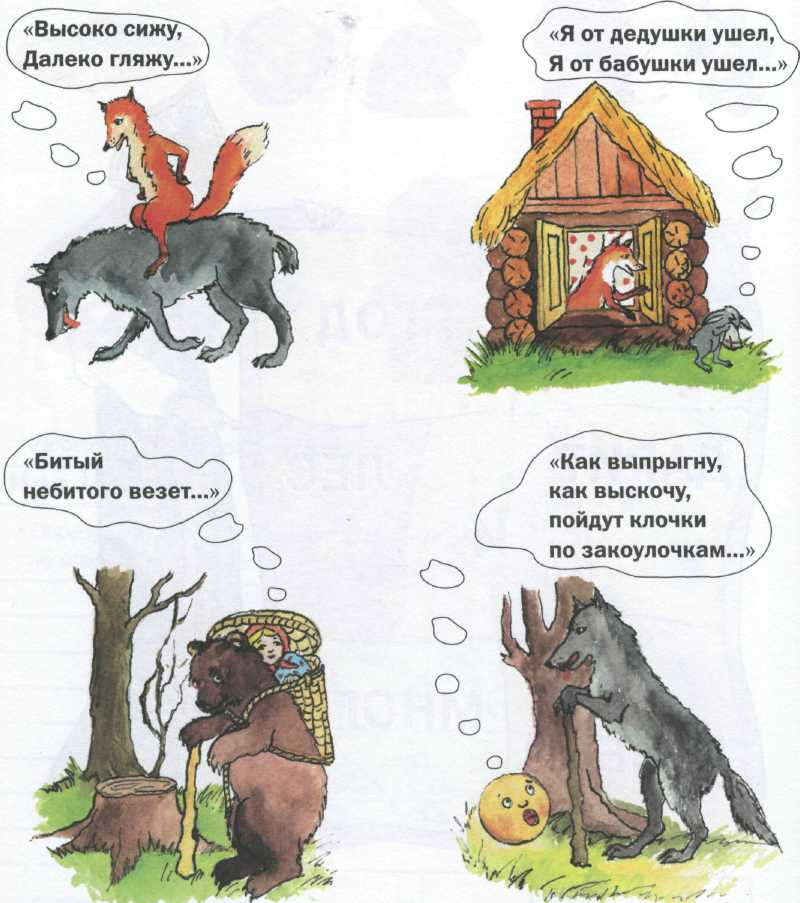 «Высоко сижу,
Далеко гляжу...»
«Я от дедушки ушел,
Я от бабушки ушел...»
«Битый
небитого везет...»
«Как выпрыгну,
как выскочу,
пойдут клочки
по закоулочкам...»